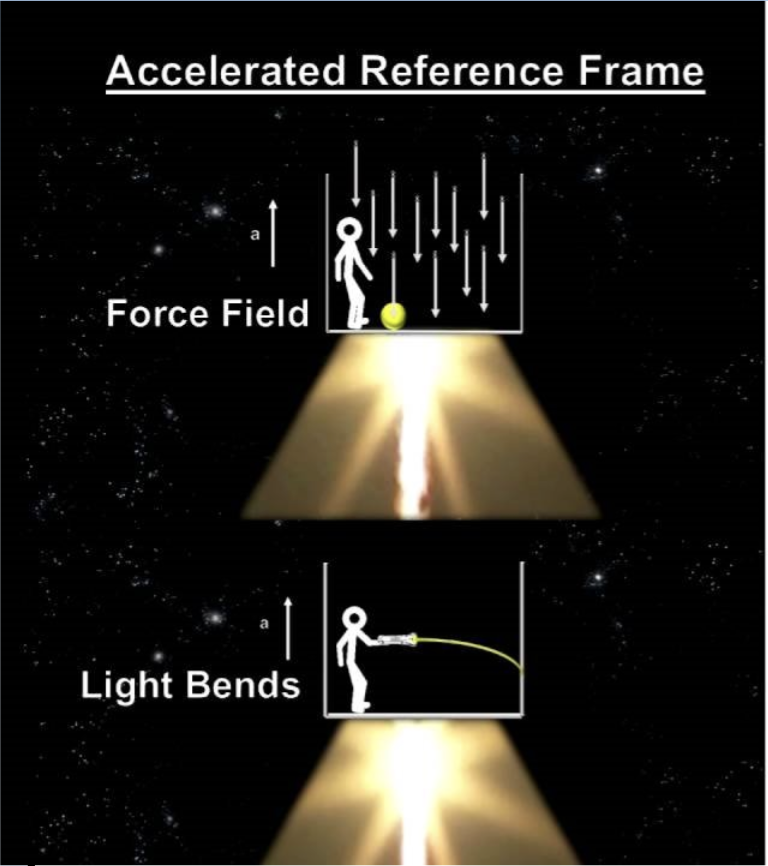 Accelerated Reference Frame
a
Force Field
a
Light Bends